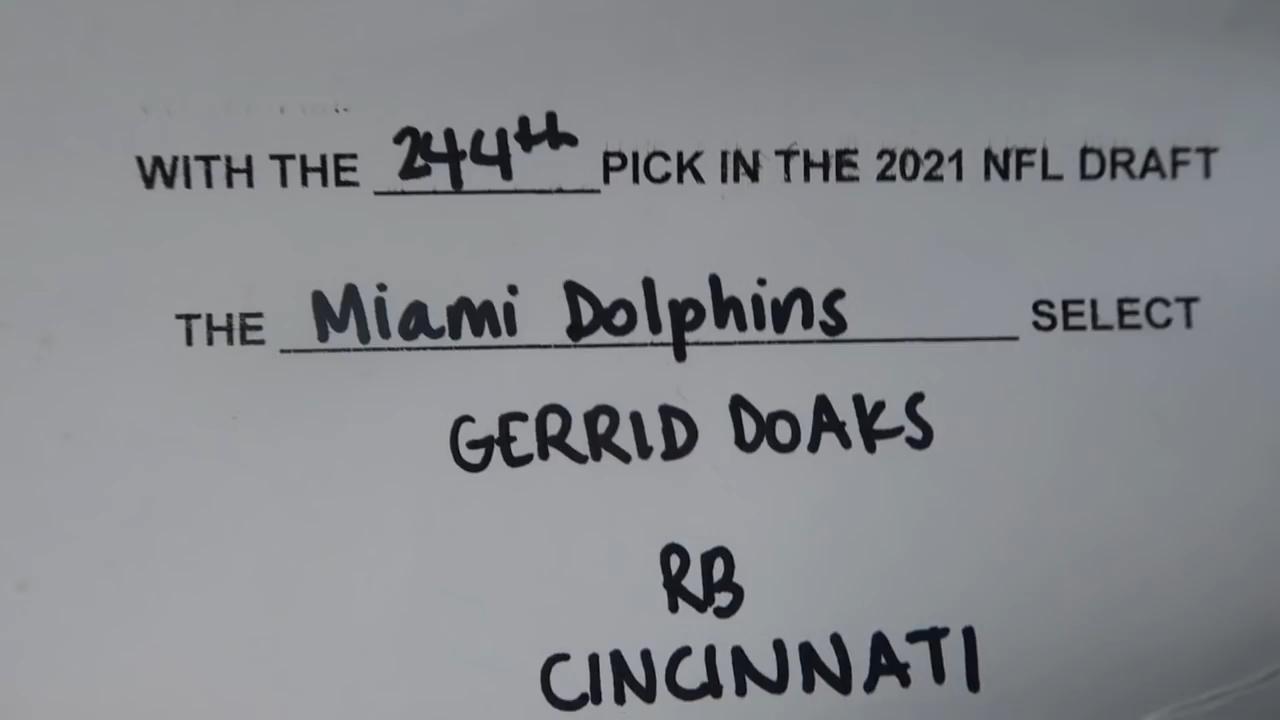 WITH THE 244th PICK IN THE 2021 NFL DRAFT
THE Miami Dolphins SELECT
GERRID DOAKS
RB
CINCINNATI